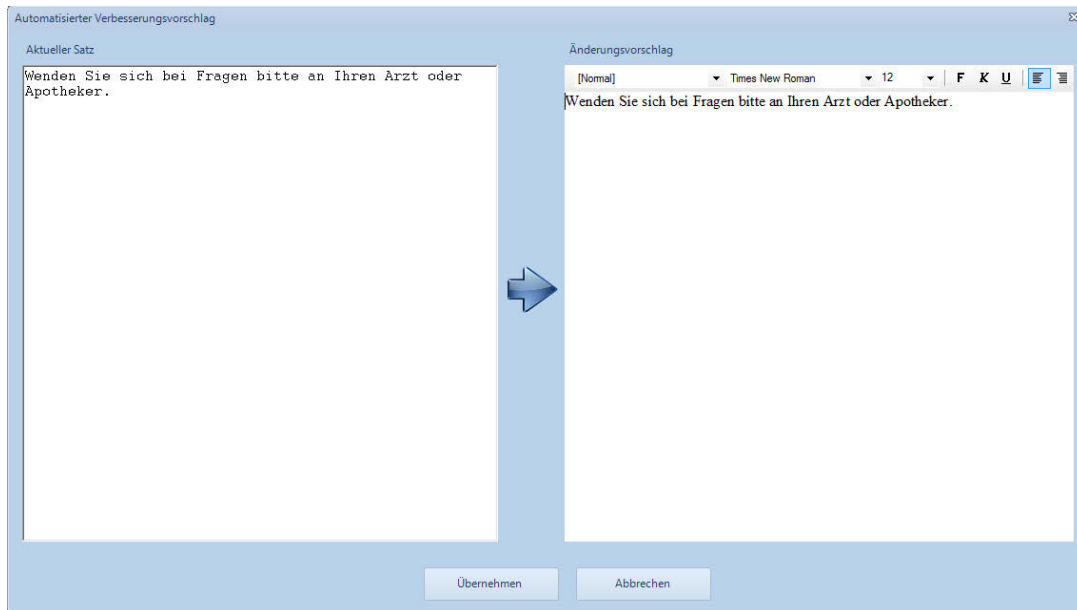 Automatisierter Verbesserungsvorschlag
Aktueller Satz
Wenden Sie sich bei Fragen bitte an Ihren Arzt oder
Apotheker.
Änderungsvorschlag
[Normal] Times New Roman 12 F K U
Wenden Sie sich bei Fragen bitte an Ihren Arzt oder Apotheker.
Übernehmen Abbrechen